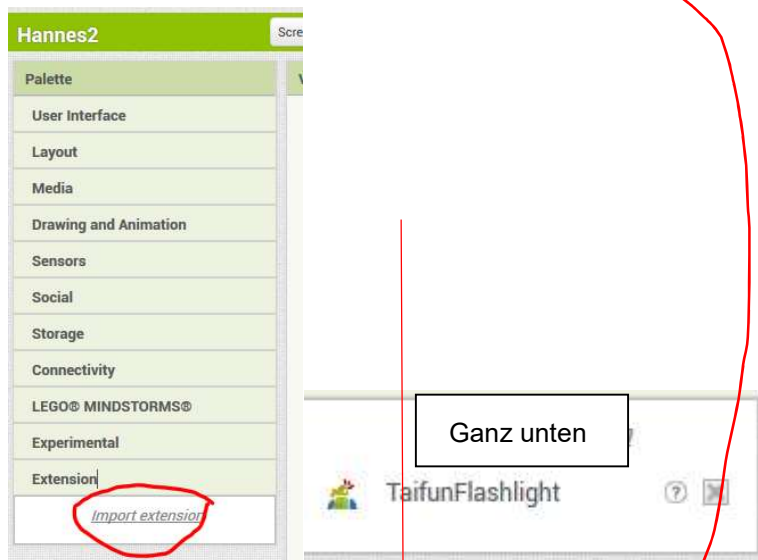 Hannes2
Scre
Palette
V
User Interface
Layout
Media
Drawing and Animation
Sensors
Social
Storage
Connectivity
LEGO® MINDSTORMS®
Experimental
Extension
Import extension
Ganz unten
TaifunFlashlight
?